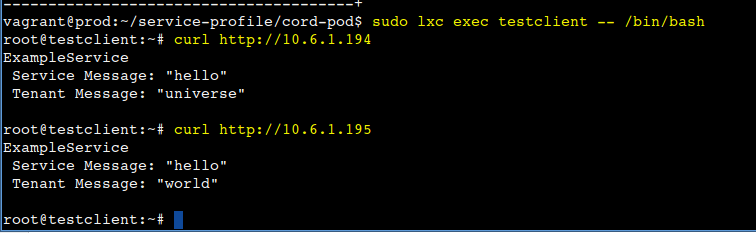 ---------------------------------------+
vagrant@prod:~/service-profile/cord-pod$ sudo lxc exec testclient -- /bin/bash
root@testclient:~# curl http://10.6.1.194
ExampleService
 Service Message: "hello"
 Tenant Message: "universe"
root@testclient:~# curl http://10.6.1.195
ExampleService
 Service Message: "hello"
 Tenant Message: "world"
root@testclient:~#